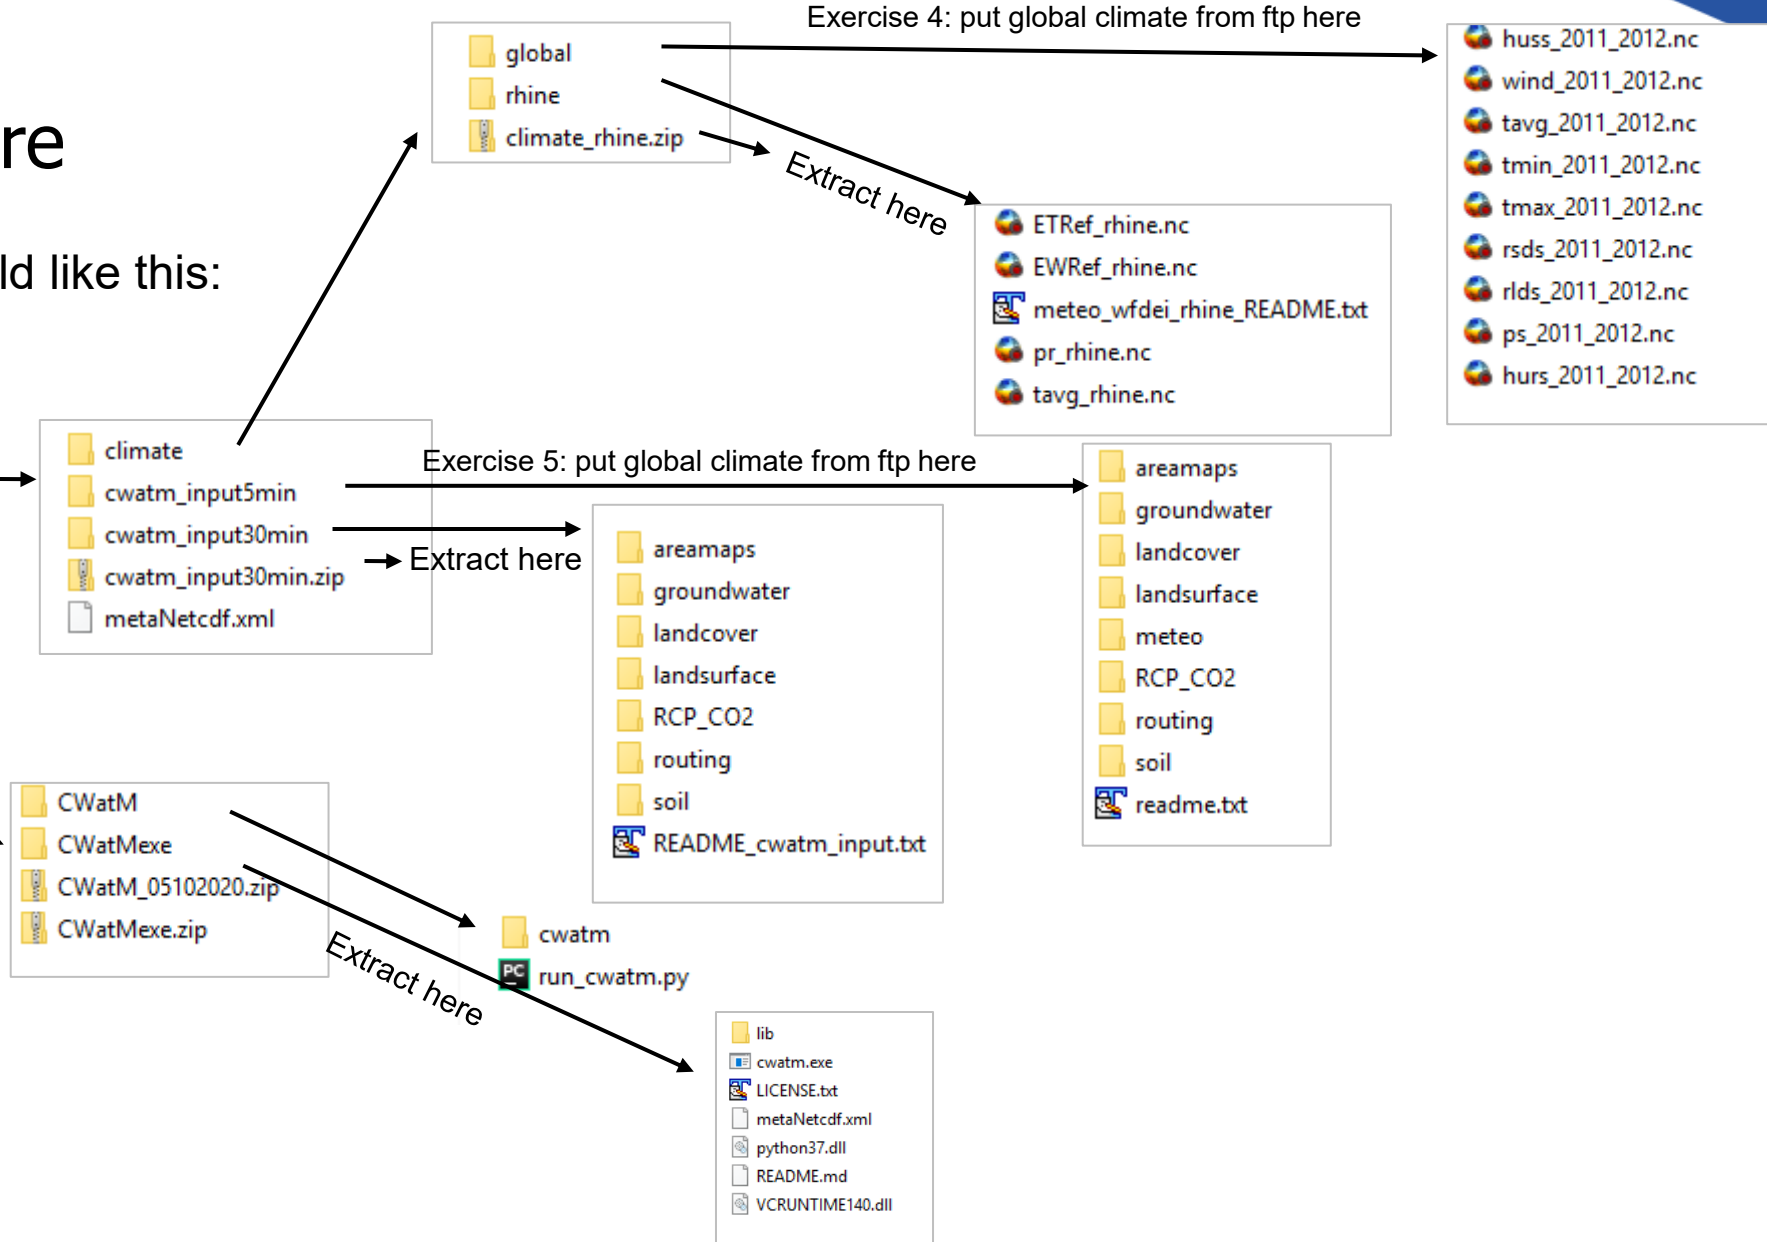 Exercise 4: put global climate from ftp here
global
rhine
climate_rhine.zip
Extract here
huss_2011_2012.nc
wind_2011_2012.nc
tavg_2011_2012.nc
tmin_2011_2012.nc
tmax_2011_2012.nc
rsds_2011_2012.nc
rlds_2011_2012.nc
ps_2011_2012.nc
hurs_2011_2012.nc
re
ld like this:
ETRef_rhine.nc
EWRef_rhine.nc
meteo_wfdei_rhine_README.txt
pr_rhine.nc
tavg_rhine.nc
climate
cwatm_input5min
cwatm_input30min
cwatm_input30min.zip
metaNetcdf.xml
Exercise 5: put global climate from ftp here
Extract here
areamaps
groundwater
landcover
landsurface
RCP_CO2
routing
soil
README_cwatm_input.txt
areamaps
groundwater
landcover
landsurface
meteo
RCP_CO2
routing
soil
readme.txt
CWatM
CWatMexe
CWatM_05102020.zip
CWatMexe.zip
Extract here
cwatm
PC
run_cwatm.py
lib
cwatm.exe
LICENSE.txt
metaNetcdf.xml
python37.dll
README.md
VCRUNTIME140.dll